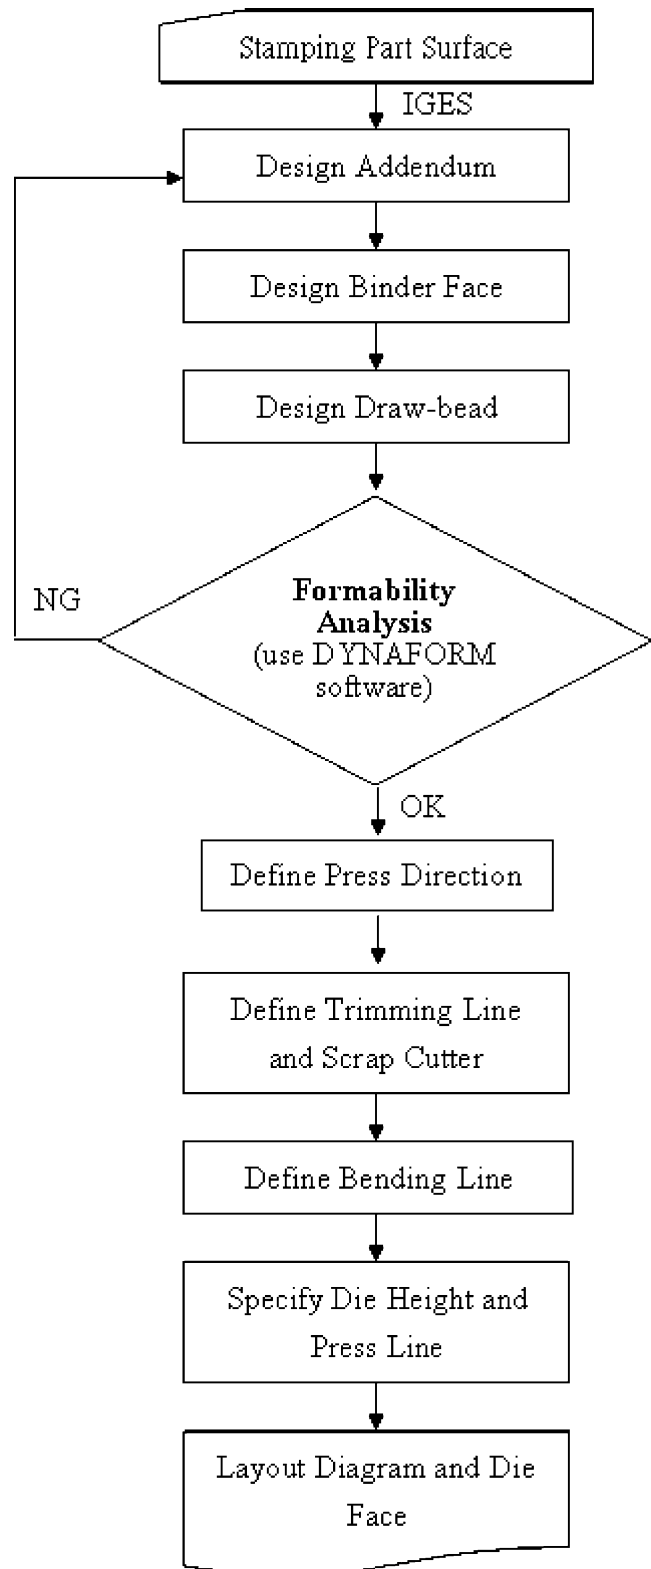 Stamping Part Surface
IGES
Design Addendum
Design Binder Face
Design Draw-bead
NG
Formability
Analysis
(use DYNAFORM
software)
OK
Define Press Direction
Define Trimming Line
and Scrap Cutter
Define Bending Line
Specify Die Height and
Press Line
Layout Diagram and Die
Face